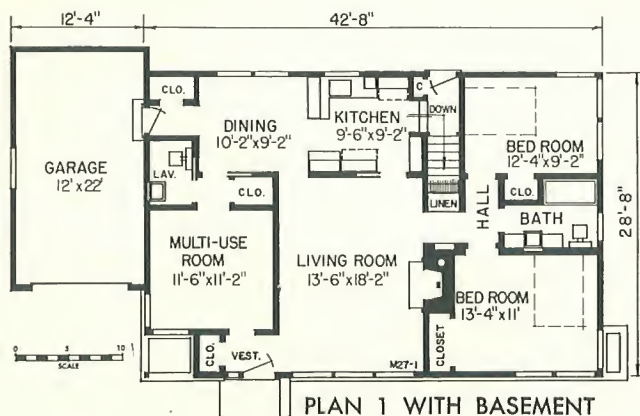 12'-4"
42'-8"
CLO.
C
DOWN
DINING
10'-2"x9'-2"
KITCHEN
9'-6"x9'-2"
BED ROOM
12'-4"x9'-2"
GARAGE
12'x22'
LAV.
CLO.
LINEN
HALL
CLO.
BATH
28'-8"
MULTI-USE
ROOM
11'-6"x11'-2"
LIVING ROOM
13'-6"x18'-2"
BED ROOM
13'-4"x11'
CLOSET
CLO.
VEST.
M27-1
0 5 10
SCALE
PLAN 1 WITH BASEMENT